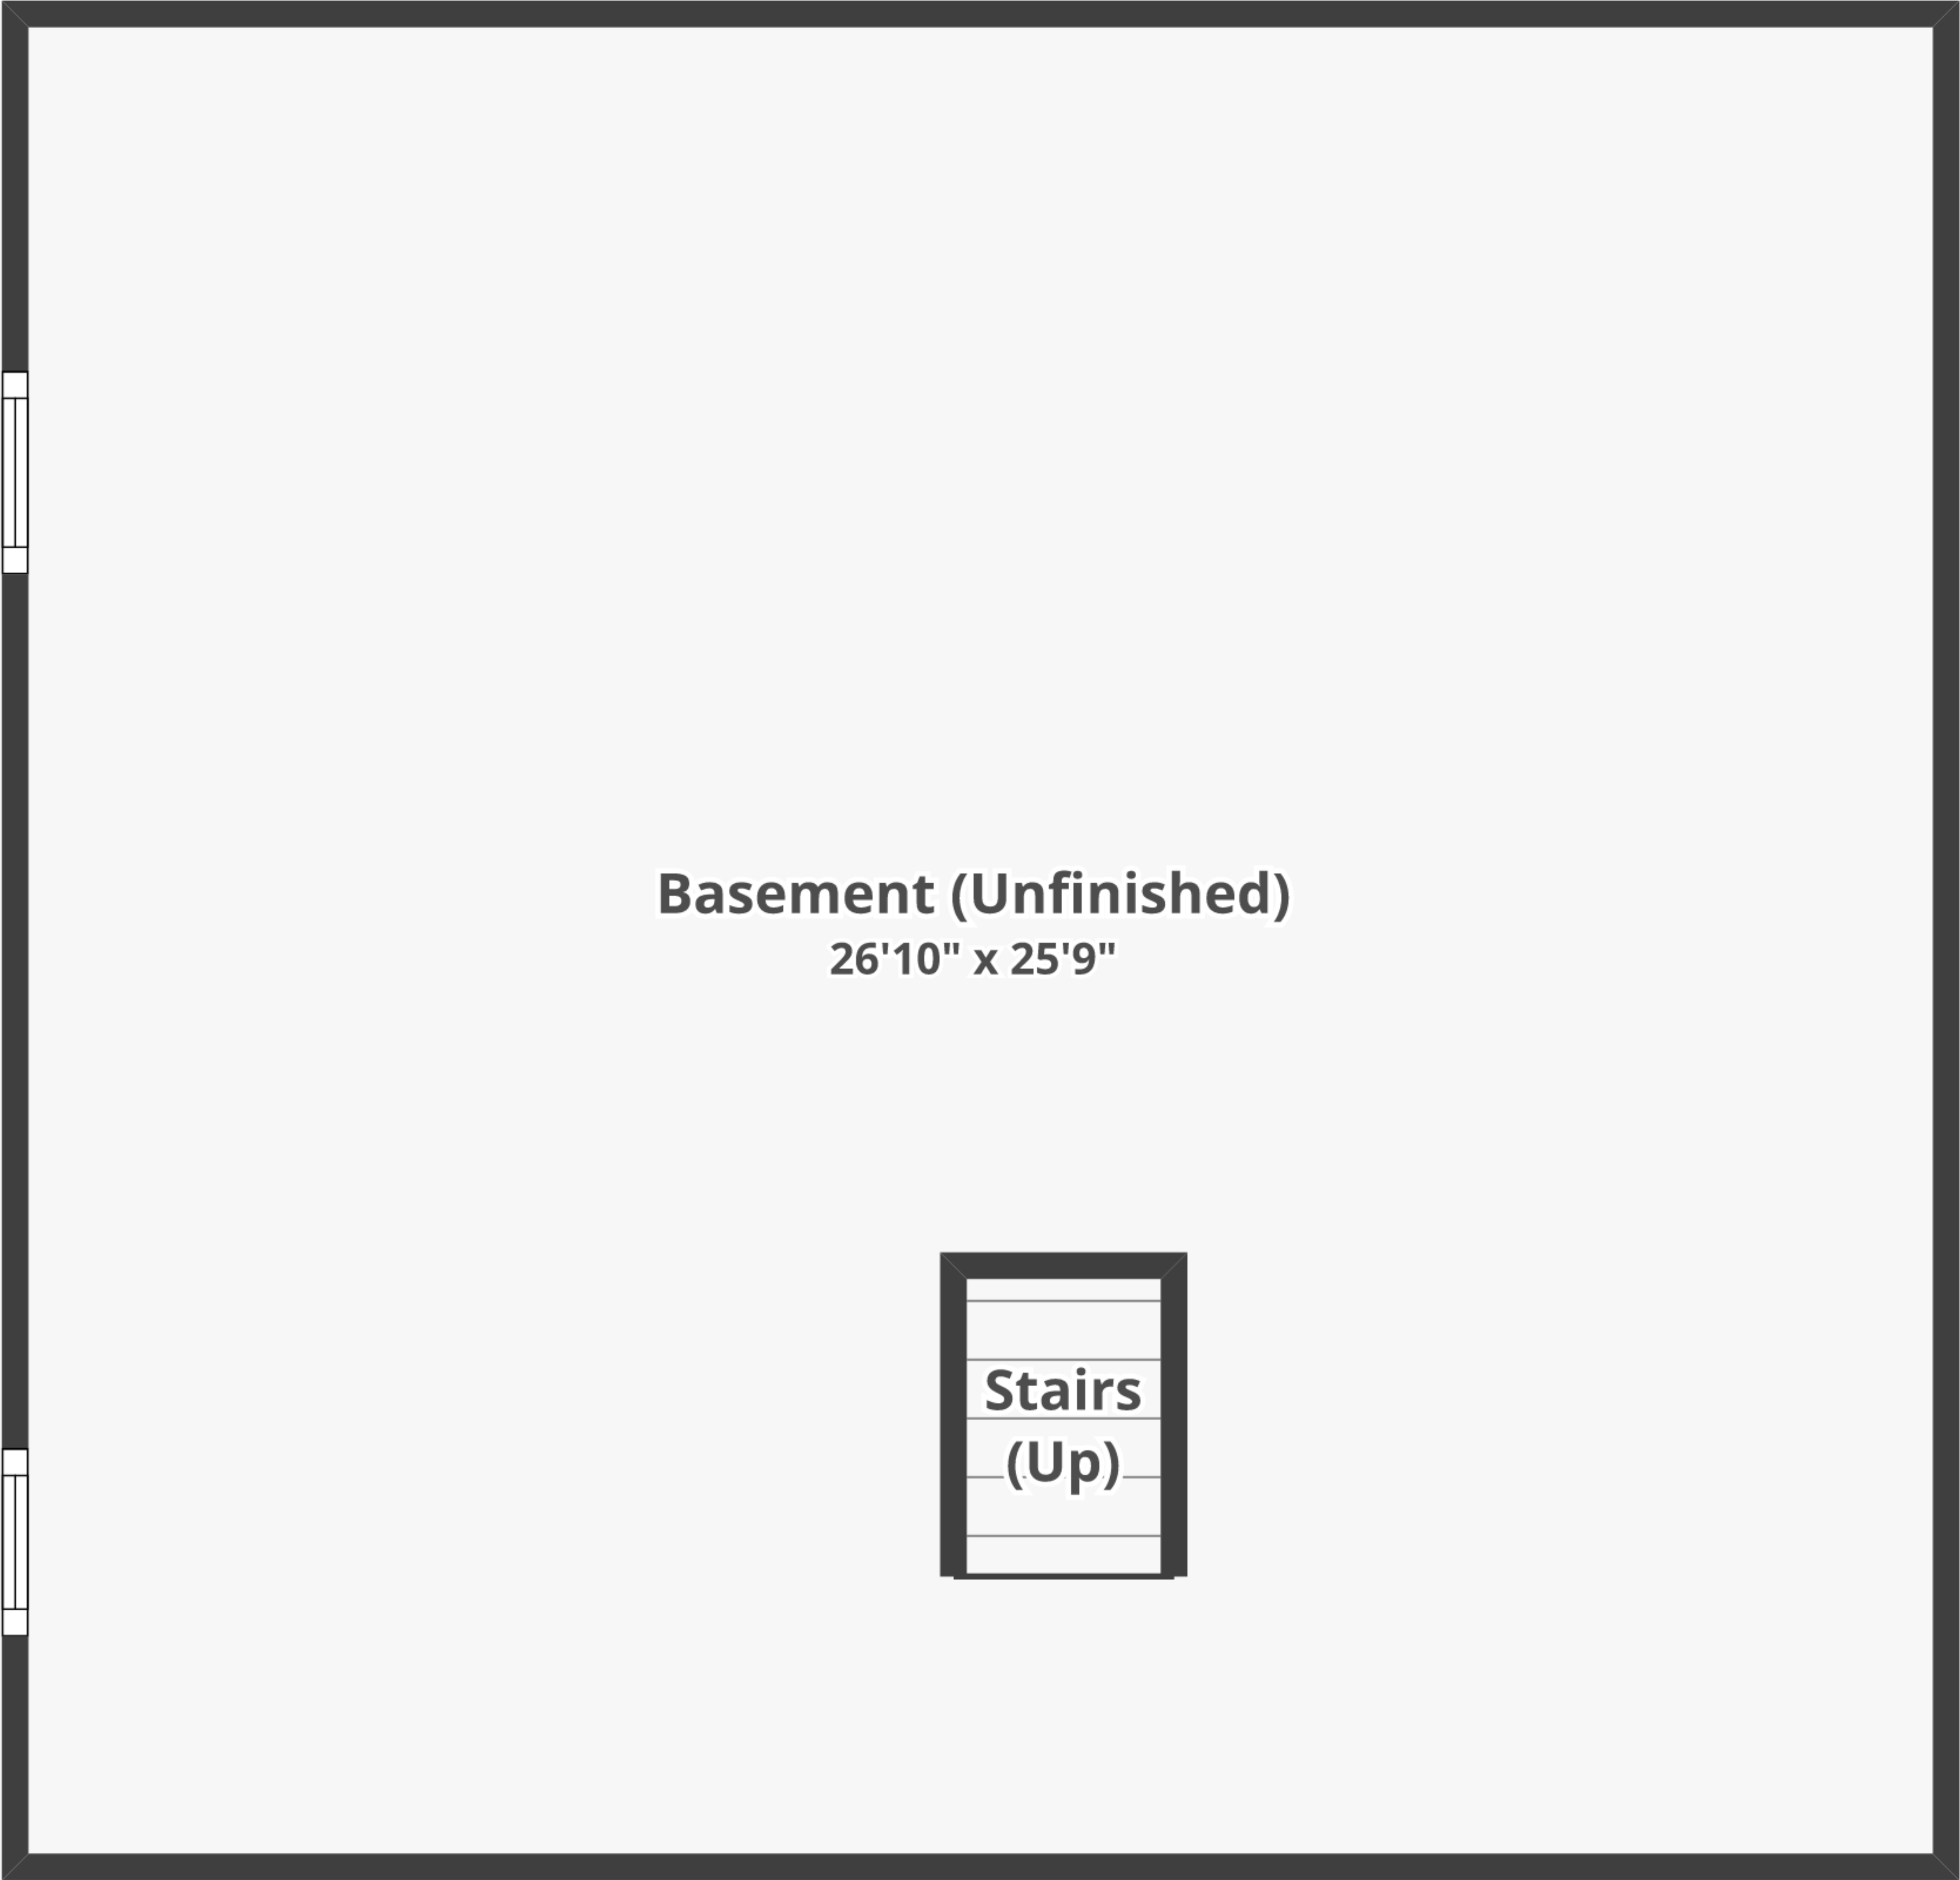 Basement (Unfinished)
26'10" x 25'9"
Stairs
(Up)